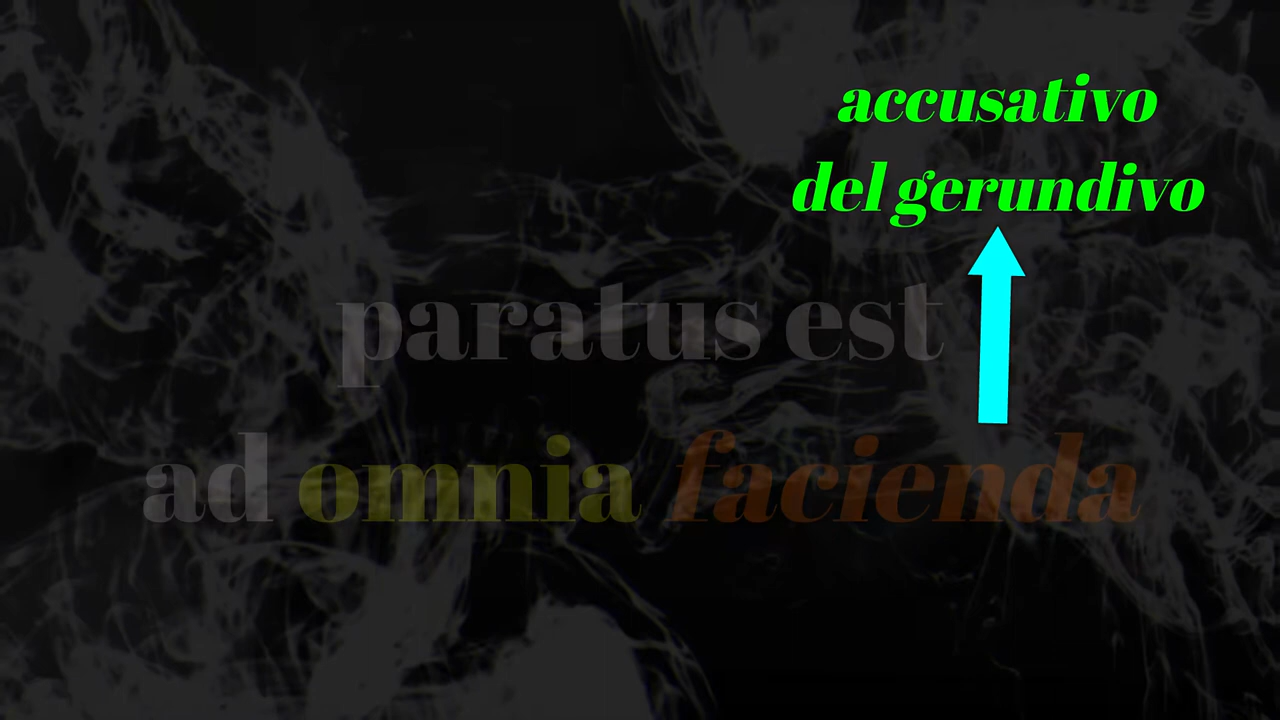 accusativo
del gerundivo
paratus est
ad omnia facienda